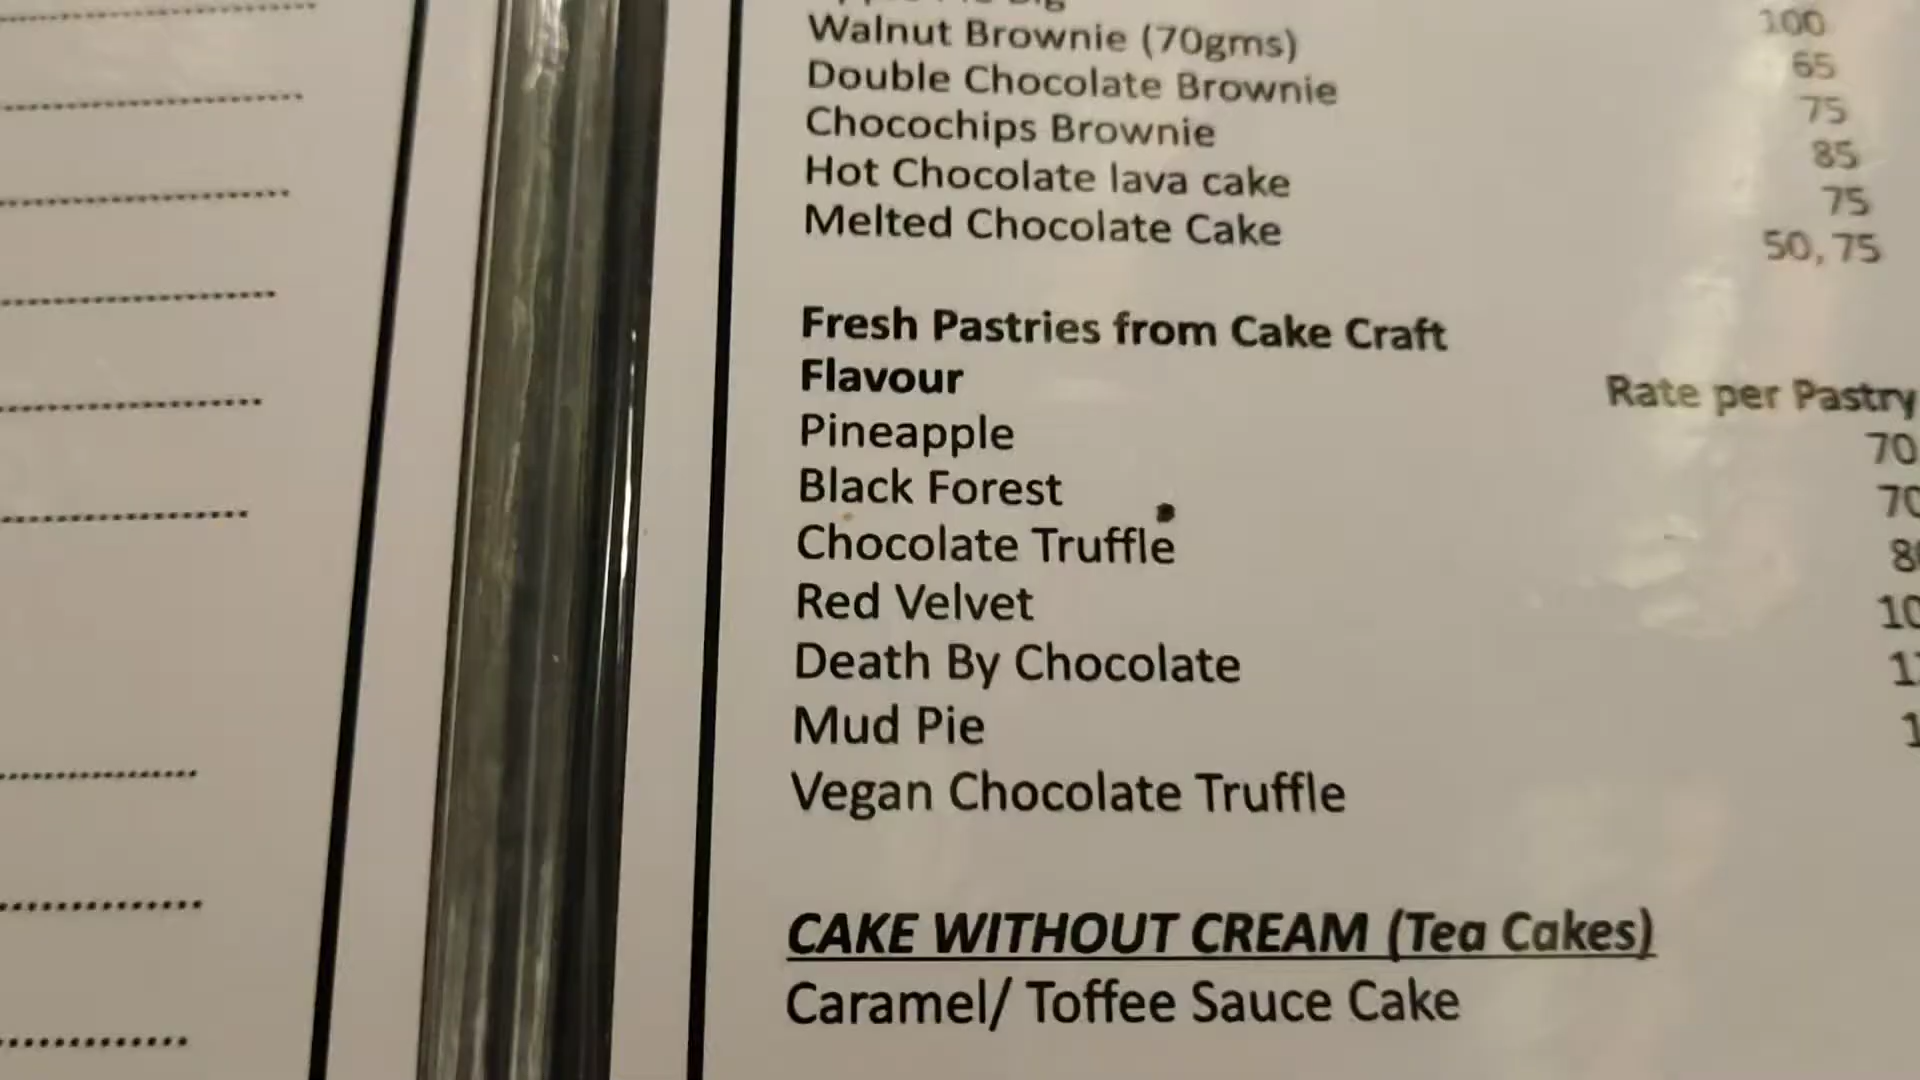 100
Walnut Brownie (70gms) 65
Double Chocolate Brownie 75
Chocochips Brownie 85
Hot Chocolate lava cake 75
Melted Chocolate Cake 50, 75
Fresh Pastries from Cake Craft
Flavour Rate per Pastry
Pineapple 70
Black Forest
Chocolate Truffle
Red Velvet
Death By Chocolate
Mud Pie
Vegan Chocolate Truffle
CAKE WITHOUT CREAM (Tea Cakes)
Caramel/ Toffee Sauce Cake